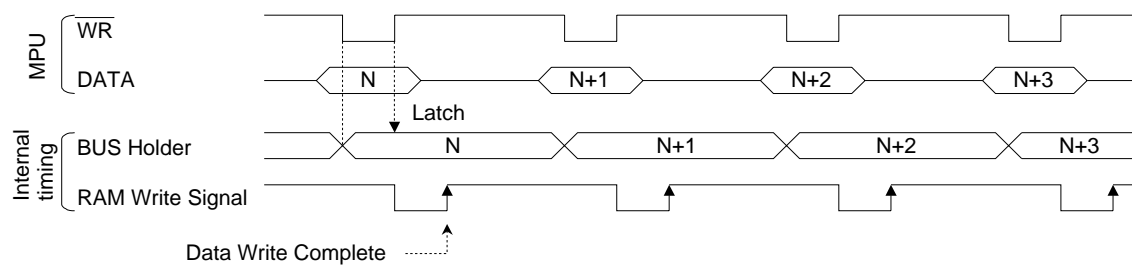 MPU
W̅R̅
DATA
N
N+1
N+2
N+3
Latch
Internal
timing
BUS Holder
N
N+1
N+2
N+3
RAM Write Signal
Data Write Complete